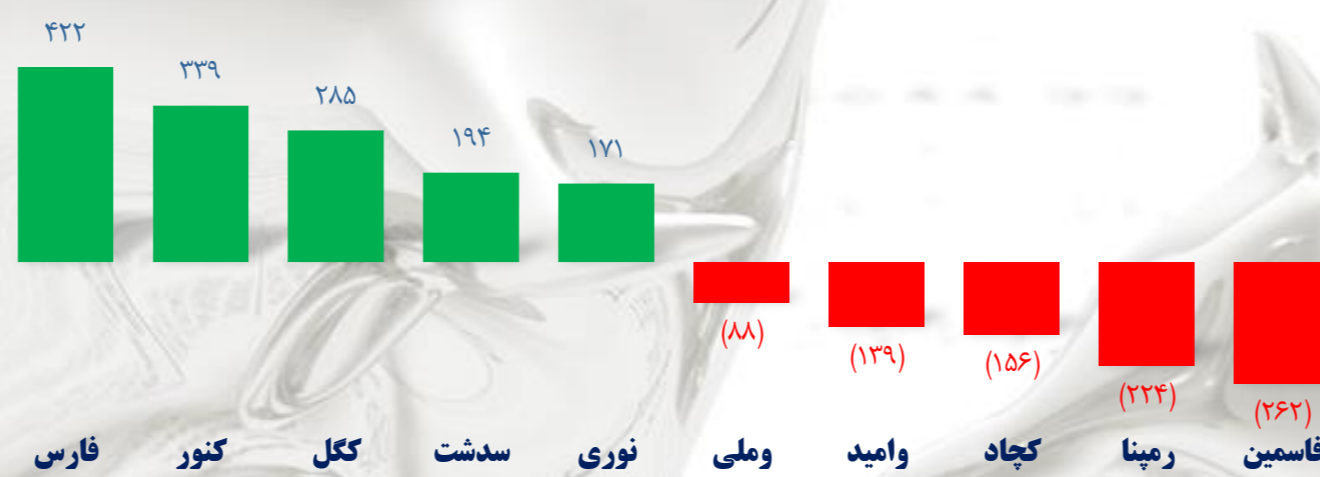 ۴۲۲
۳۳۹
۲۸۵
۱۹۴
۱۷۱
(۸۸)
(۱۳۹)
(۱۵۶)
(۲۲۴)
(۲۶۲)
فارس
کنور
کگل
سدشت
نوری
وملی
وامید
کچاد
رمپنا
فاسمین